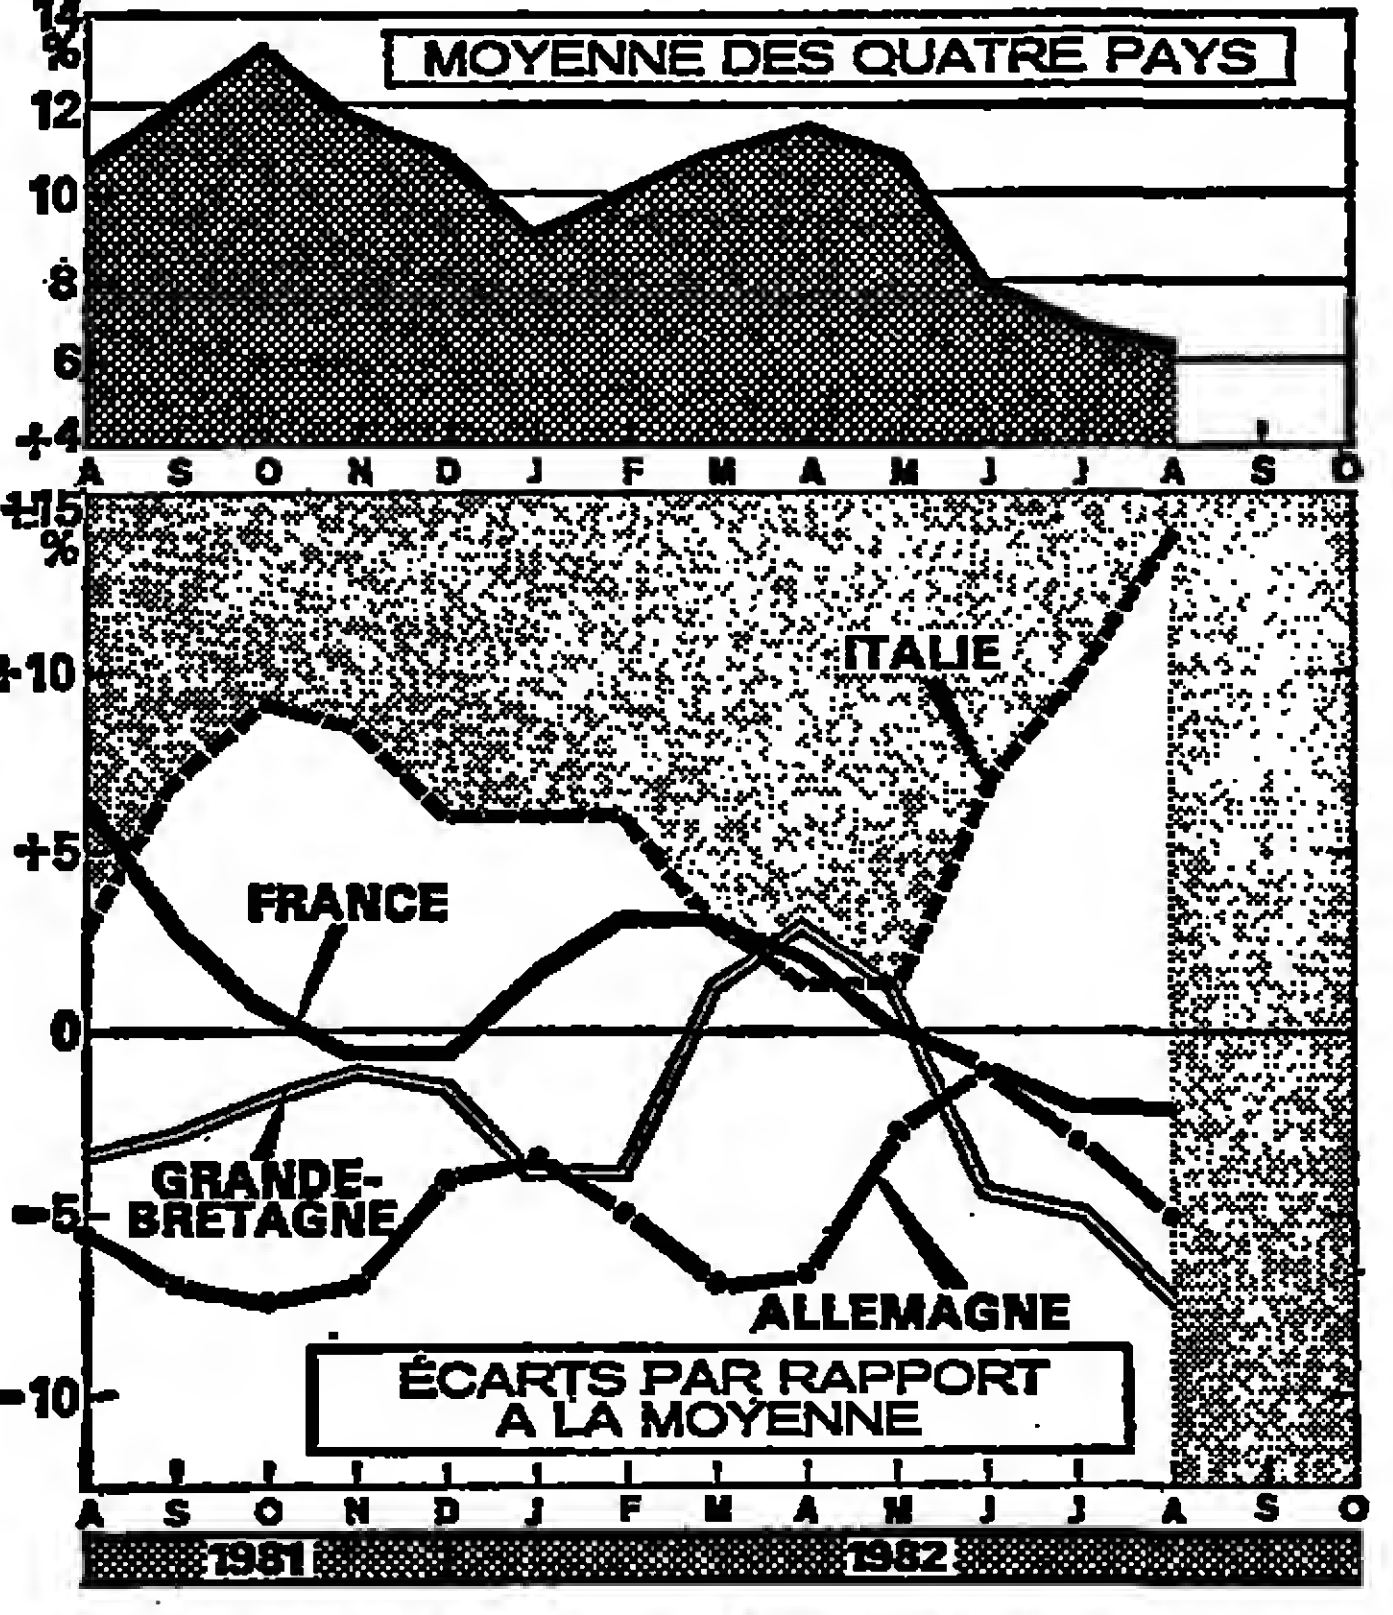 14
%
MOYENNE DES QUATRE PAYS
12
10
8
6
+4
A S O N D J F M A M J J A S O
+15
%
ITALIE
+10
+5
FRANCE
0
GRANDE-
BRETAGNE
-5
ALLEMAGNE
ÉCARTS PAR RAPPORT
A LA MOYENNE
-10
A S O N D J F M A M J J A S O
1981 1982